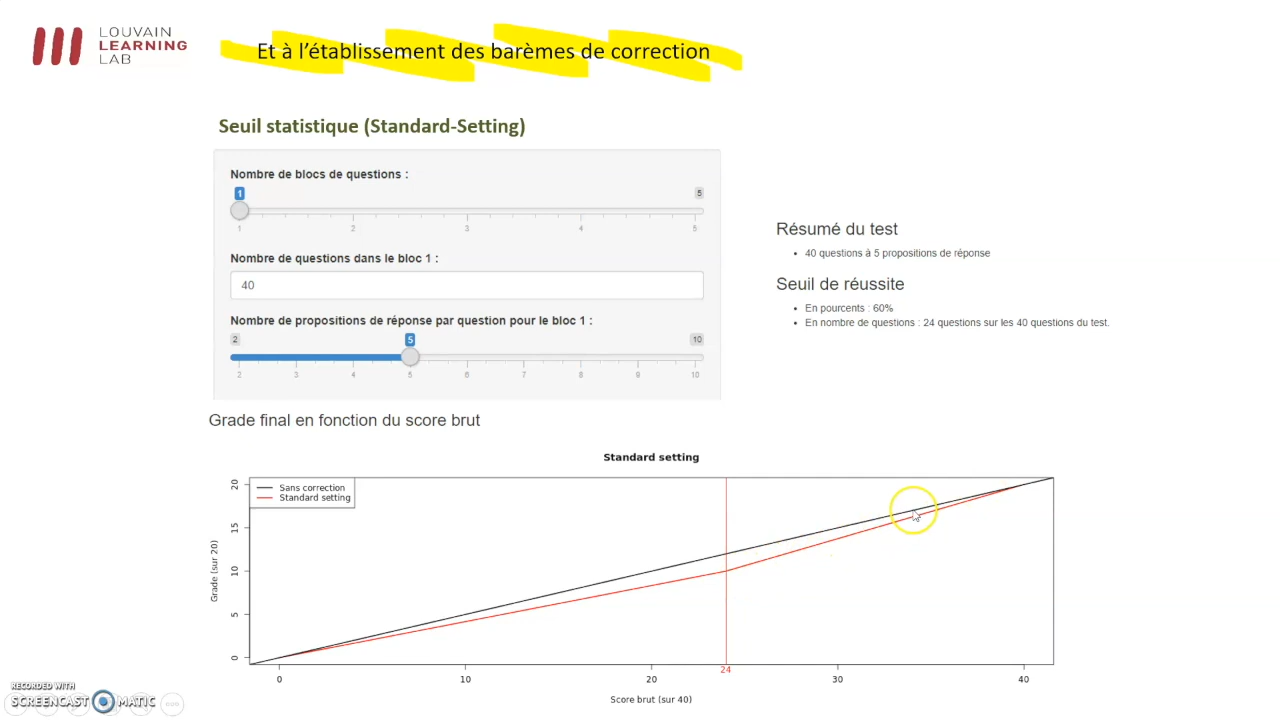 LOUVAIN
LEARNING
LAB
Et à l'établissement des barèmes de correction
Seuil statistique (Standard-Setting)
Nombre de blocs de questions :
1 5
1 2 3 4 5
Nombre de questions dans le bloc 1 :
40
Nombre de propositions de réponse par question pour le bloc 1 :
2 5 10
2 3 4 5 6 7 8 9 10
Résumé du test
• 40 questions à 5 propositions de réponse
Seuil de réussite
• En pourcents : 60%
• En nombre de questions : 24 questions sur les 40 questions du test.
Grade final en fonction du score brut
Standard setting
Sans correction
Standard setting
Grade (sur 20)
20
15
10
5
0
24
0 10 20 30 40
Score brut (sur 40)
RECORDED WITH
SCREENCAST MATIC